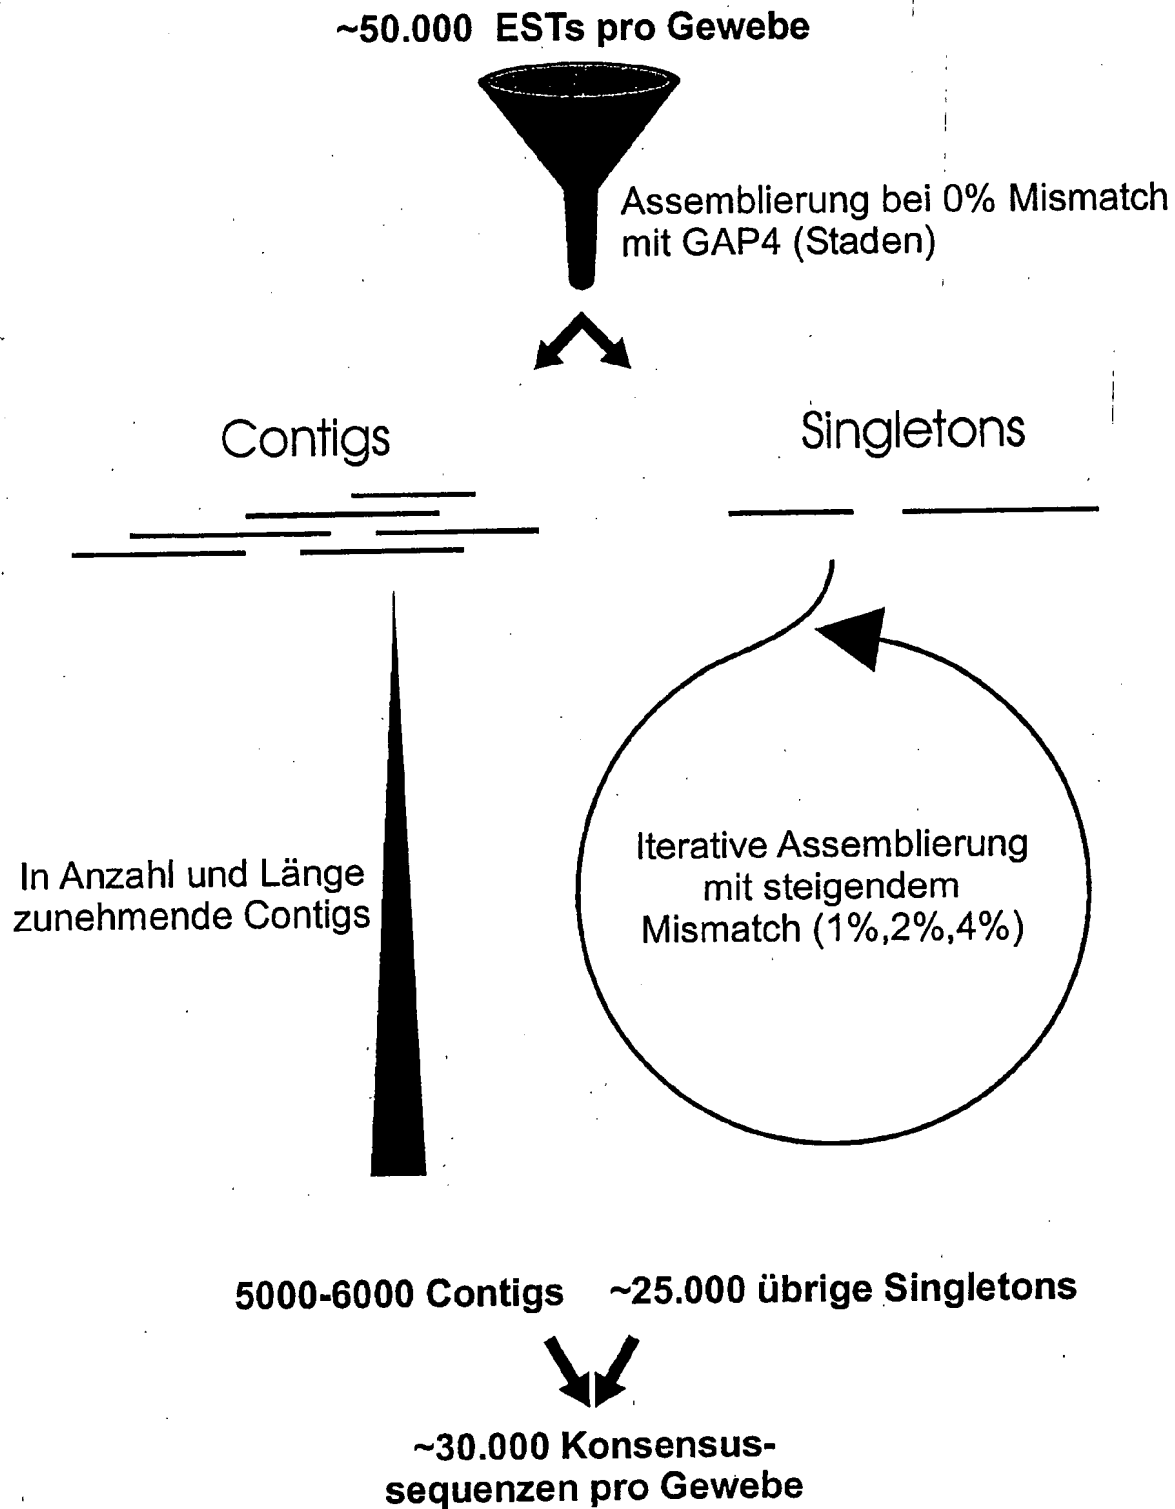 ~50.000 ESTs pro Gewebe
Assemblierung bei 0% Mismatch
mit GAP4 (Staden)
Contigs
Singletons
In Anzahl und Länge
zunehmende Contigs
Iterative Assemblierung
mit steigendem
Mismatch (1%,2%,4%)
5000-6000 Contigs
~25.000 übrige Singletons
~30.000 Konsensus-
sequenzen pro Gewebe